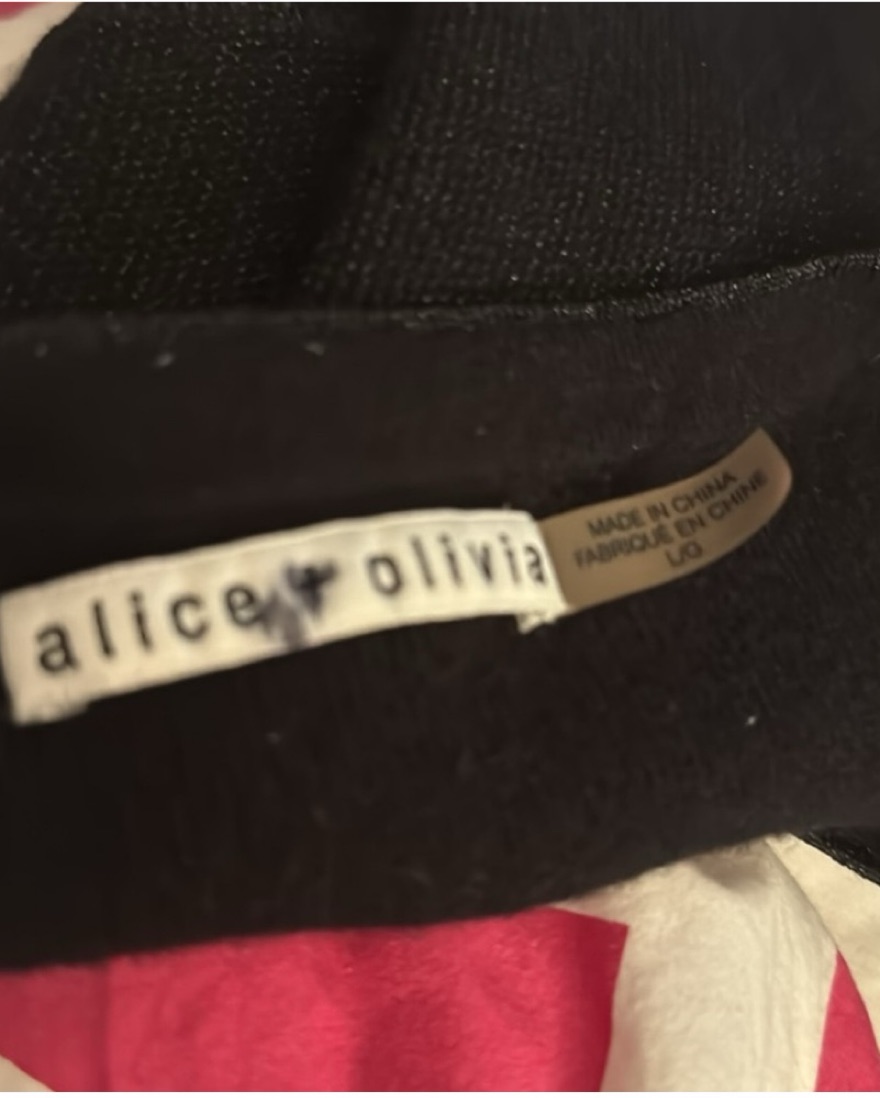 alice + olivia
MADE IN CHINA
FABRIQUÉ EN CHINE
L/G